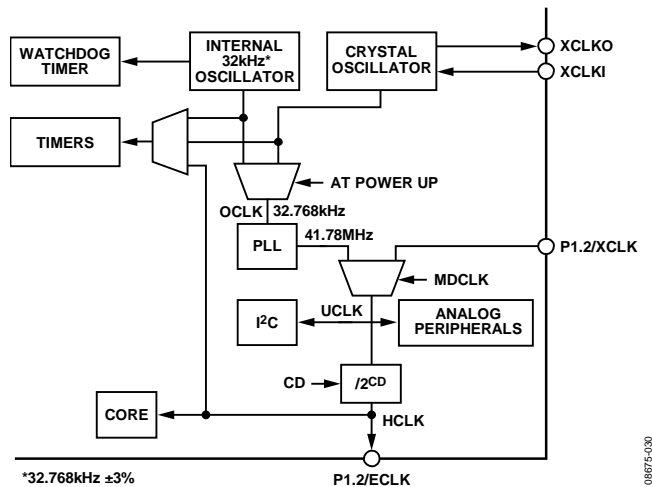 WATCHDOG
TIMER
INTERNAL
32kHz*
OSCILLATOR
CRYSTAL
OSCILLATOR
XCLKO
XCLKI
TIMERS
AT POWER UP
OCLK 32.768kHz
PLL
41.78MHz
P1.2/XCLK
MDCLK
I2C
UCLK
ANALOG
PERIPHERALS
CD
/2CD
CORE
HCLK
*32.768kHz ±3%
P1.2/ECLK
08675-030